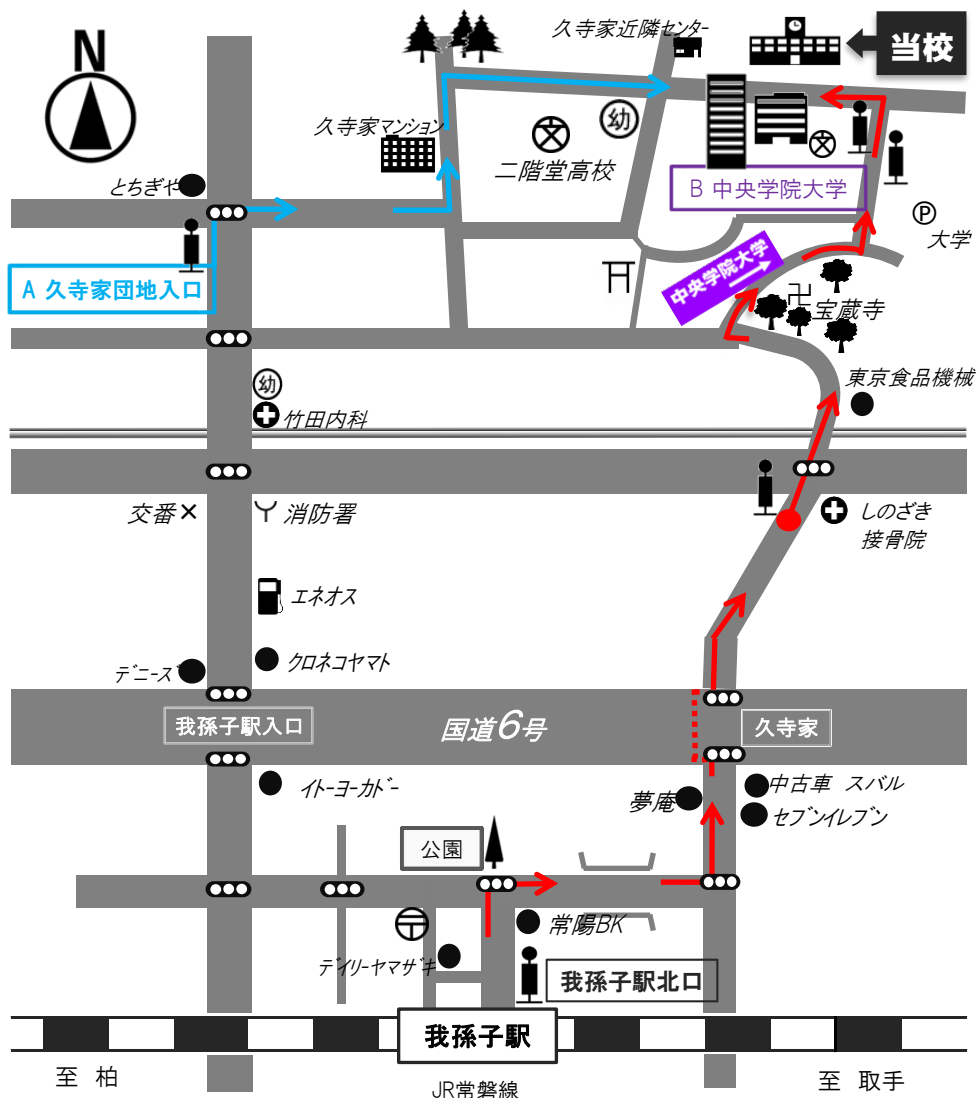 N
久寺家近隣センター
当校
久寺家マンション
幼
文
二階堂高校
文
とちぎや
B 中央学院大学
P
大学
A 久寺家団地入口
中央学院大学
卍
宝蔵寺
幼
竹田内科
東京食品機械
交番
消防署
しのざき
接骨院
エネオス
クロネコヤマト
デニーズ
我孫子駅入口
国道6号
久寺家
イトーヨーカドー
夢庵
中古車 スバル
セブンイレブン
公園
〒
常陽BK
デイリーヤマザキ
我孫子駅北口
我孫子駅
至 柏
JR常磐線
至 取手